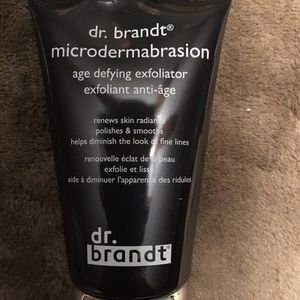 dr. brandt®
microdermabrasion
age defying exfoliator
exfoliant anti-âge
renews skin radiance
polishes & smooths
helps diminish the look of fine lines
renouvelle éclat de la peau
exfolie et lisse
aide à diminuer l'apparence des ridules
dr.
brandt®